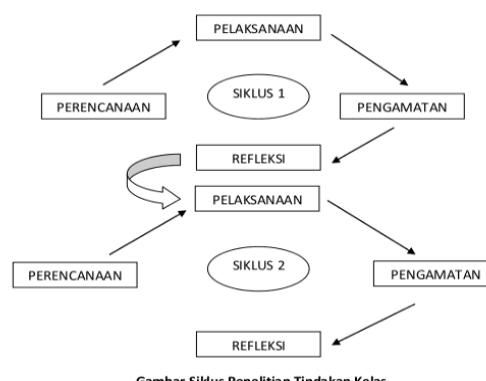 PELAKSANAAN
PERENCANAAN
SIKLUS 1
PENGAMATAN
REFLEKSI
PELAKSANAAN
PERENCANAAN
SIKLUS 2
PENGAMATAN
REFLEKSI
Gambar Siklus Penelitian Tindakan Kelas